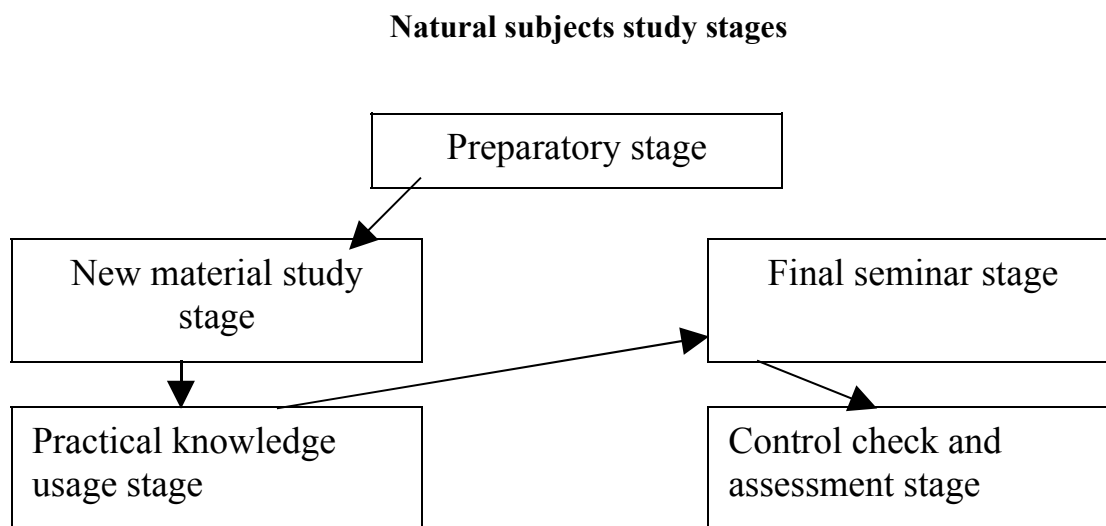 Natural subjects study stages
Preparatory stage
New material study
stage
Final seminar stage
Practical knowledge
usage stage
Control check and
assessment stage